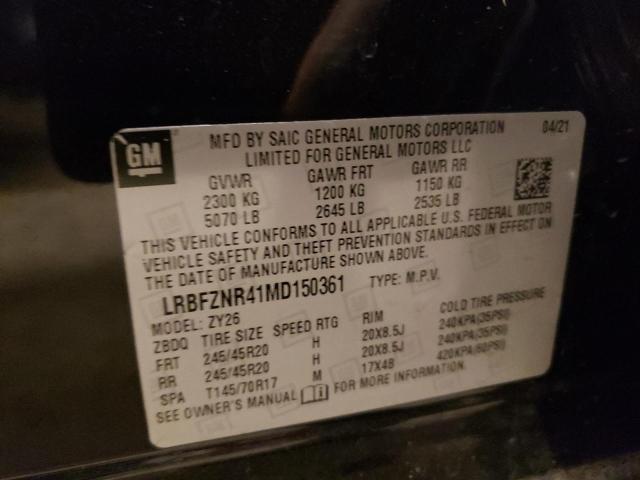 GM
MFD BY SAIC GENERAL MOTORS CORPORATION 04/21
LIMITED FOR GENERAL MOTORS LLC
GVWR GAWR FRT GAWR RR
2300 KG 1200 KG 1150 KG
5070 LB 2645 LB 2535 LB
THIS VEHICLE CONFORMS TO ALL APPLICABLE U.S. FEDERAL MOTOR
VEHICLE SAFETY AND THEFT PREVENTION STANDARDS IN EFFECT ON
THE DATE OF MANUFACTURE SHOWN ABOVE.
LRBFZNR41MD150361 TYPE: M.P.V.
MODEL: ZY26
ZBDQ TIRE SIZE SPEED RTG RIM COLD TIRE PRESSURE
FRT 245/45R20 H 20X8.5J 240KPA(35PSI)
RR 245/45R20 H 20X8.5J 240KPA(35PSI)
SPA T145/70R17 M 17X4B 420KPA(60PSI)
SEE OWNER'S MANUAL FOR MORE INFORMATION.